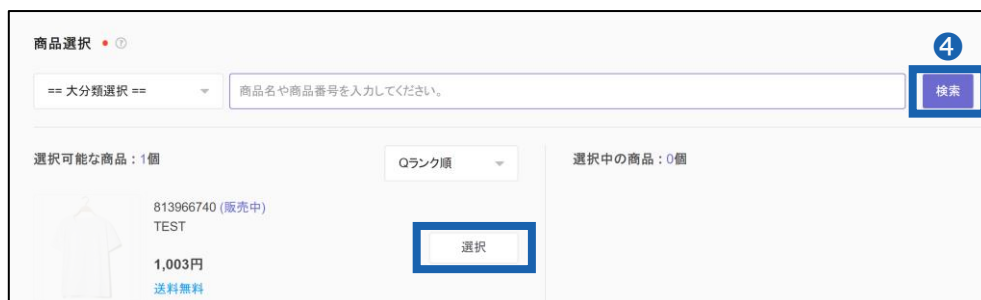 商品選択
4
== 大分類選択 ==
商品名や商品番号を入力してください。
検索
選択可能な商品：1個
Qランク順
選択中の商品：0個
813966740 (販売中)
TEST
選択
1,003円
送料無料